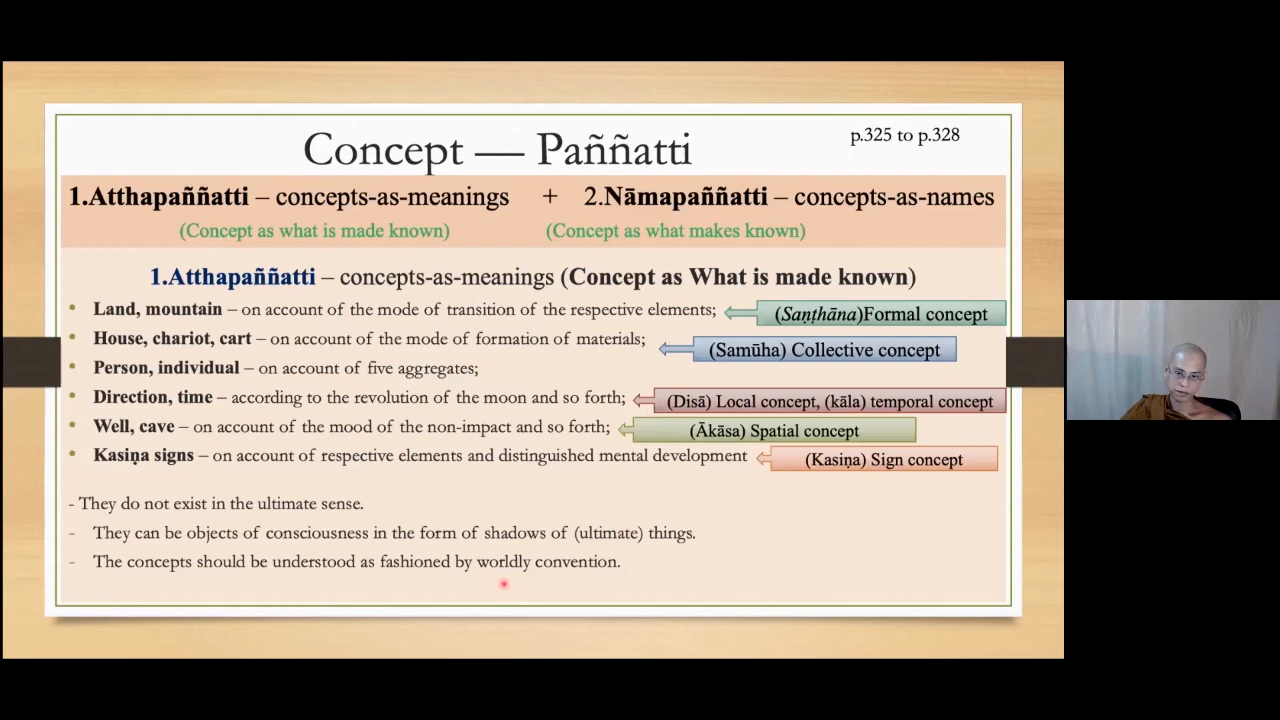 Concept — Paññatti
p.325 to p.328
1.Atthapaññatti – concepts-as-meanings + 2.Nāmapaññatti – concepts-as-names
(Concept as what is made known) (Concept as what makes known)
1.Atthapaññatti – concepts-as-meanings (Concept as What is made known)
• Land, mountain – on account of the mode of transition of the respective elements;
(Saṇṭhāna)Formal concept
• House, chariot, cart – on account of the mode of formation of materials;
(Samūha) Collective concept
• Person, individual – on account of five aggregates;
• Direction, time – according to the revolution of the moon and so forth;
(Disā) Local concept, (kāla) temporal concept
• Well, cave – on account of the mood of the non-impact and so forth;
(Ākāsa) Spatial concept
• Kasiṇa signs – on account of respective elements and distinguished mental development
(Kasiṇa) Sign concept
- They do not exist in the ultimate sense.
- They can be objects of consciousness in the form of shadows of (ultimate) things.
- The concepts should be understood as fashioned by worldly convention.